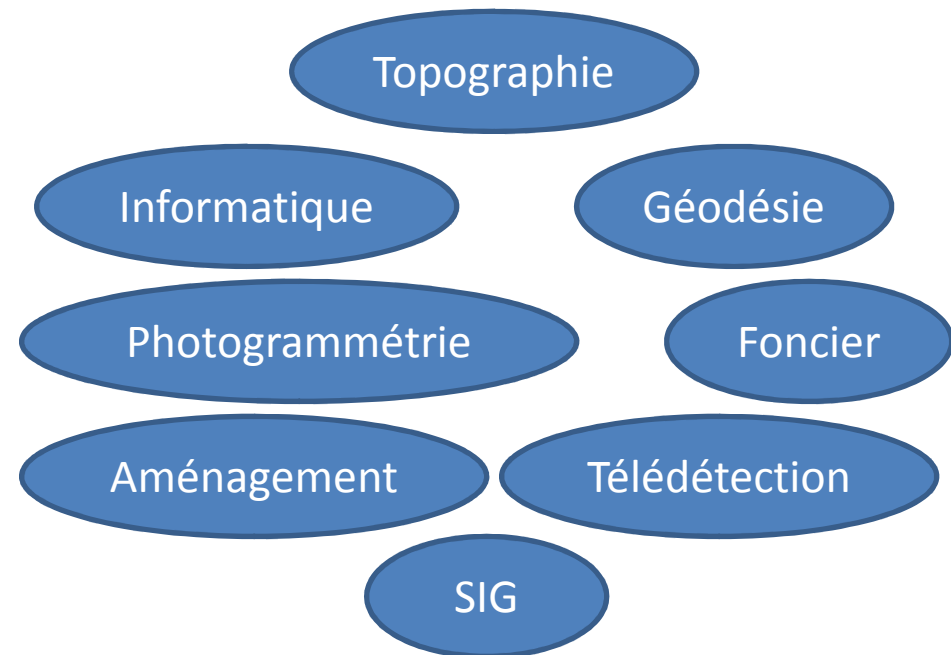 Topographie
Informatique
Géodésie
Photogrammétrie
Foncier
Aménagement
Télédétection
SIG